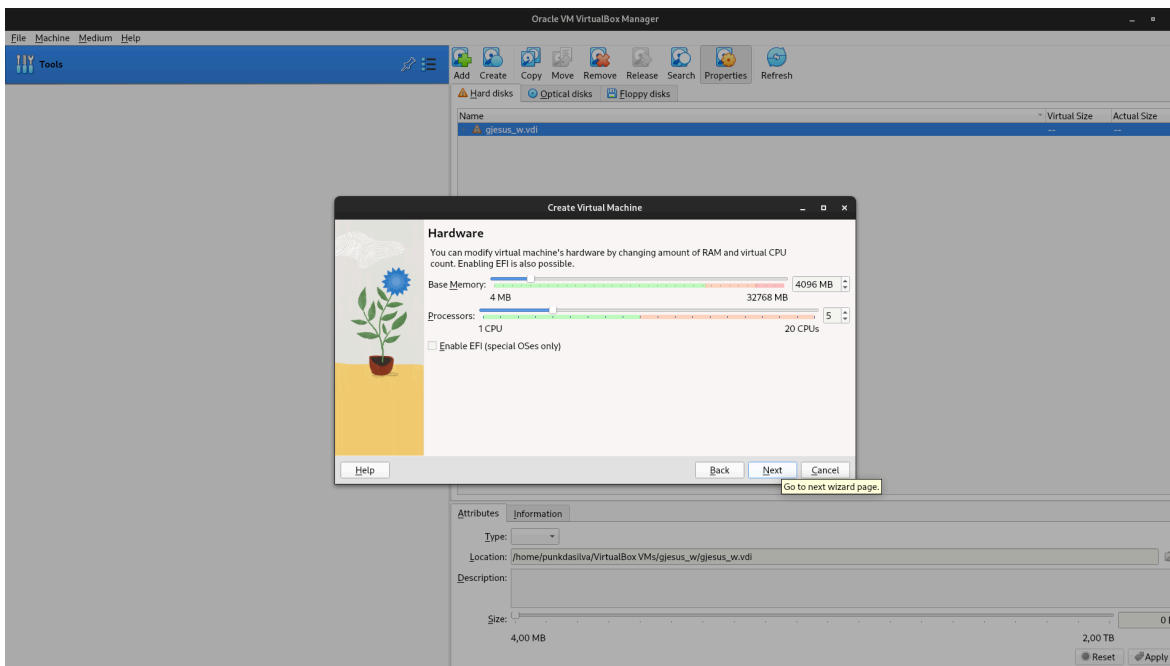 Oracle VM VirtualBox Manager
File Machine Medium Help
Tools
Add Create Copy Move Remove Release Search Properties Refresh
Hard disks Optical disks Floppy disks
Name Virtual Size Actual Size
gjesus_w.vdi -- --
Create Virtual Machine
Hardware
You can modify virtual machine's hardware by changing amount of RAM and virtual CPU
count. Enabling EFI is also possible.
Base Memory: 4096 MB
4 MB 32768 MB
Processors: 5
1 CPU 20 CPUs
Enable EFI (special OSes only)
Help Back Next Cancel
Go to next wizard page.
Attributes Information
Type:
Location: /home/punkdasilva/VirtualBox VMs/gjesus_w/gjesus_w.vdi
Description:
Size: 0
4,00 MB 2,00 TB
Reset Apply